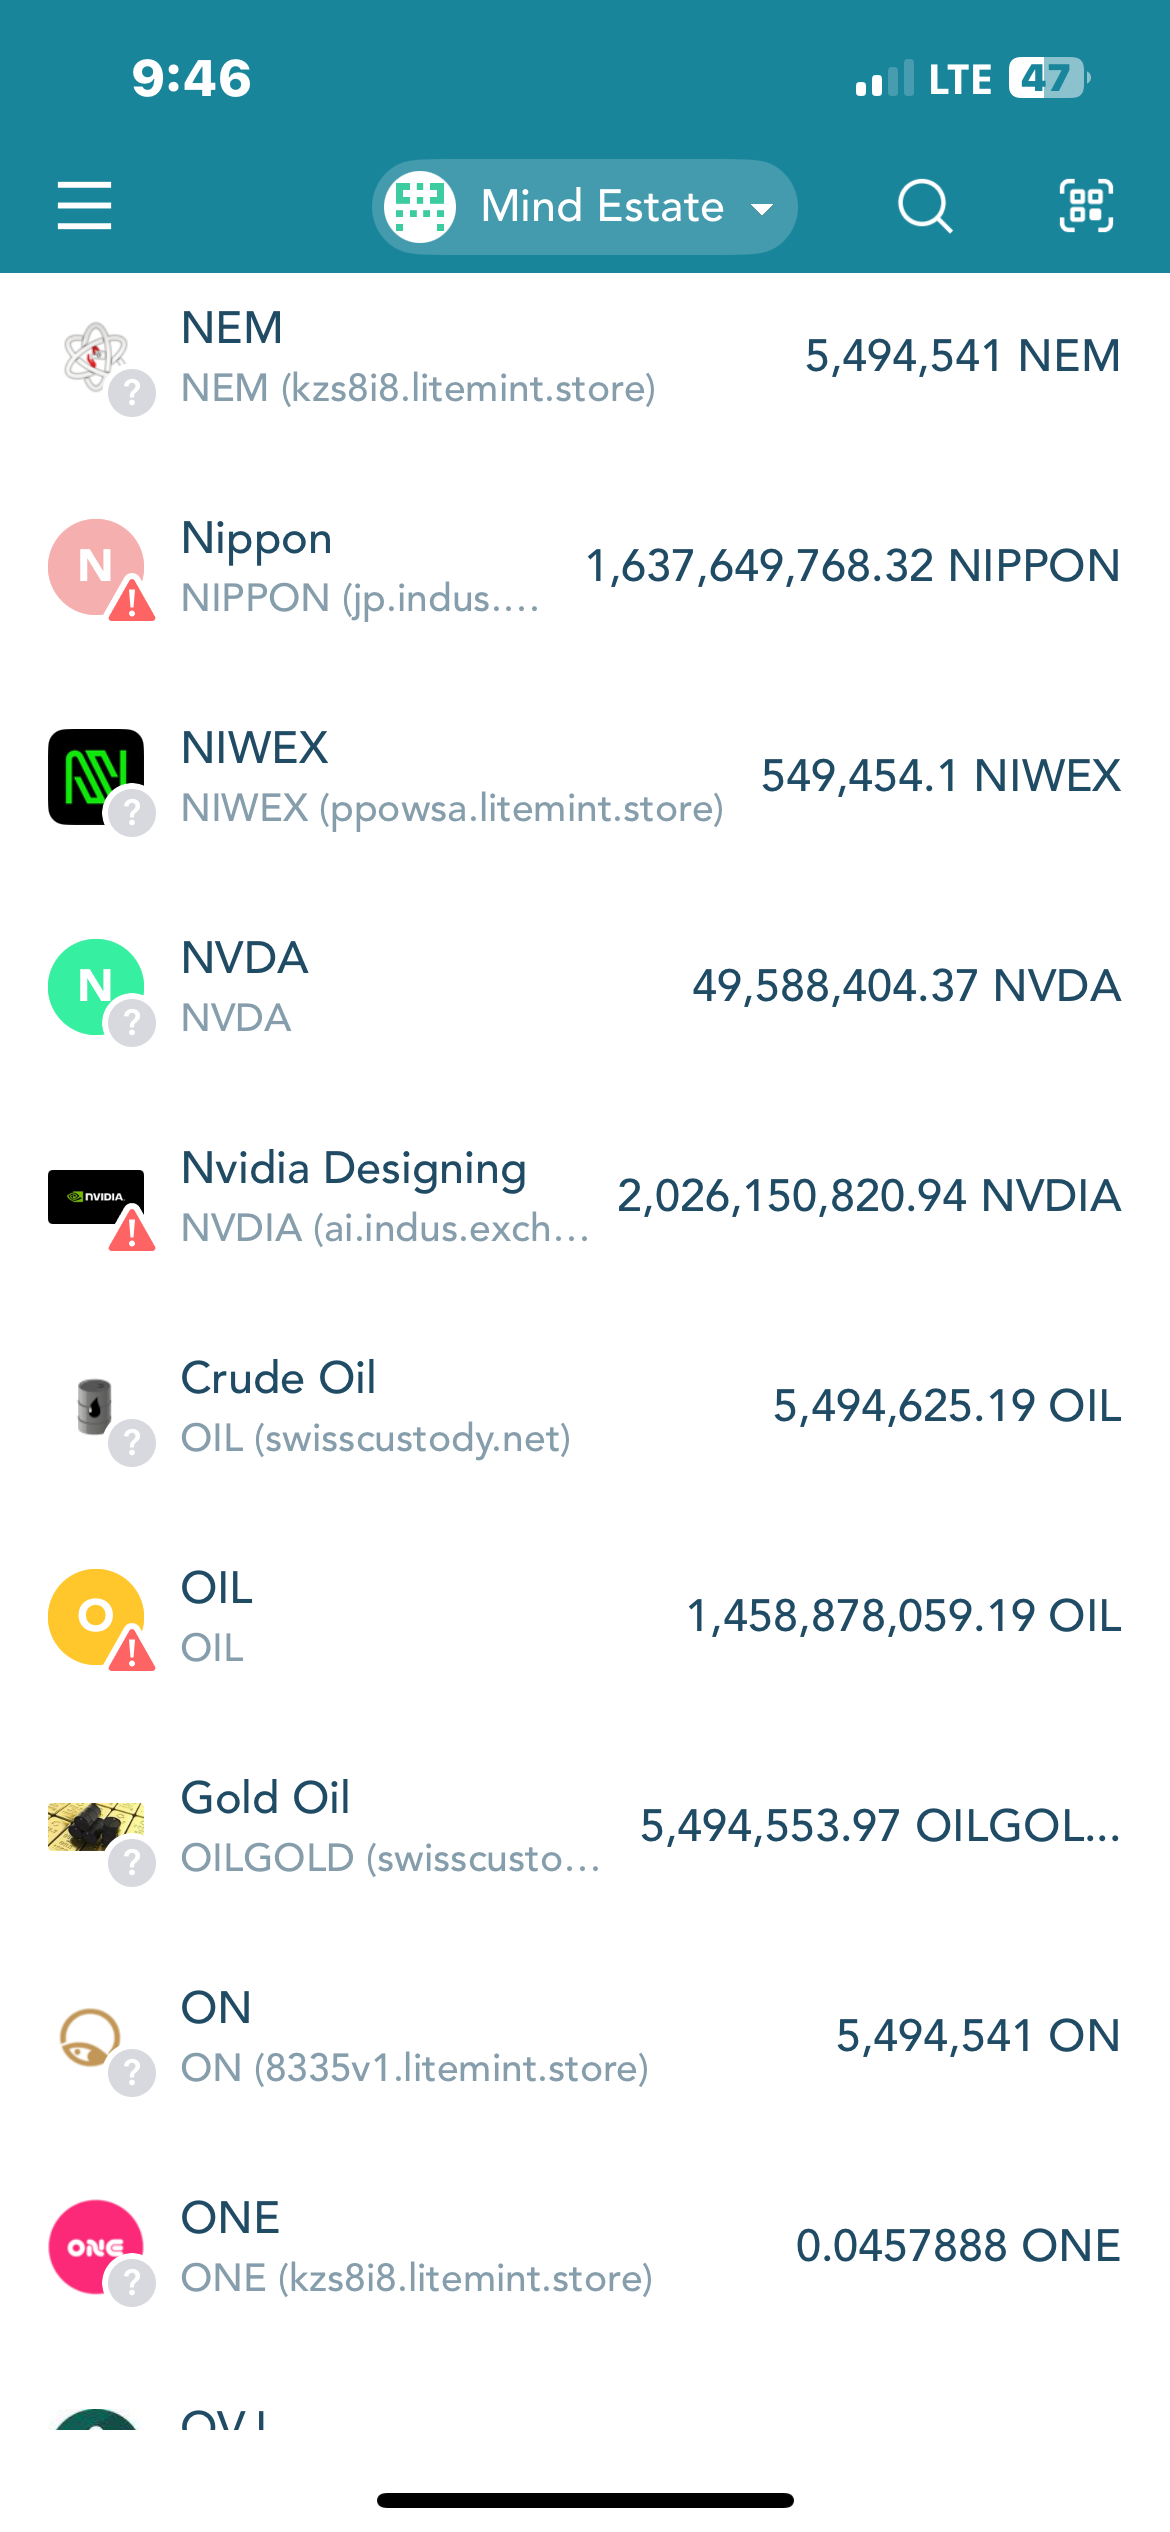 9:46
LTE 47
Mind Estate
NEM
5,494,541 NEM
NEM (kzs8i8.litemint.store)
?
N
Nippon
1,637,649,768.32 NIPPON
NIPPON (jp.indus....
!
NIWEX
549,454.1 NIWEX
NIWEX (ppowsa.litemint.store)
?
N
NVDA
49,588,404.37 NVDA
NVDA
?
NVIDIA
Nvidia Designing
2,026,150,820.94 NVDIA
NVDIA (ai.indus.exch...
!
Crude Oil
5,494,625.19 OIL
OIL (swisscustody.net)
?
O
OIL
1,458,878,059.19 OIL
OIL
!
Gold Oil
5,494,553.97 OILGOL...
OILGOLD (swisscusto...
?
ON
5,494,541 ON
ON (8335v1.litemint.store)
?
ONE
ONE
0.0457888 ONE
ONE (kzs8i8.litemint.store)
?